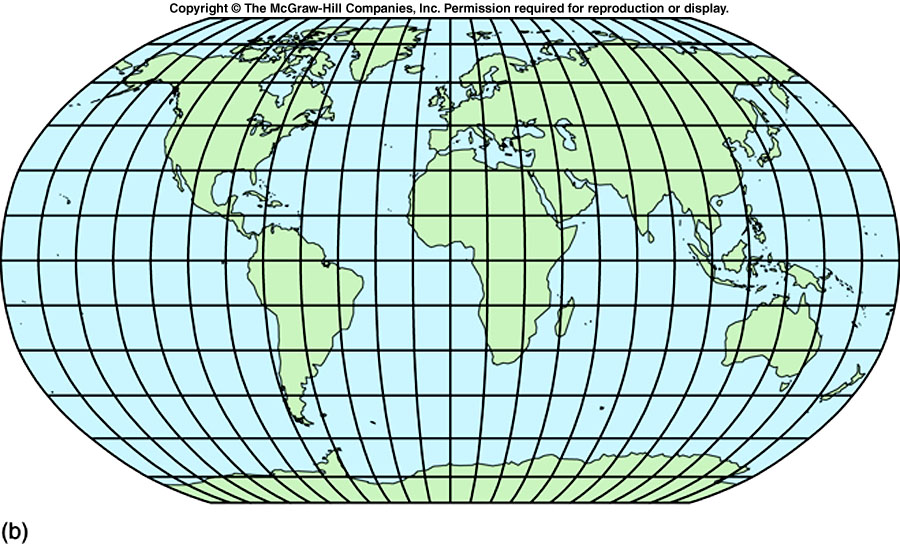 Copyright © The McGraw-Hill Companies, Inc. Permission required for reproduction or display.
(b)